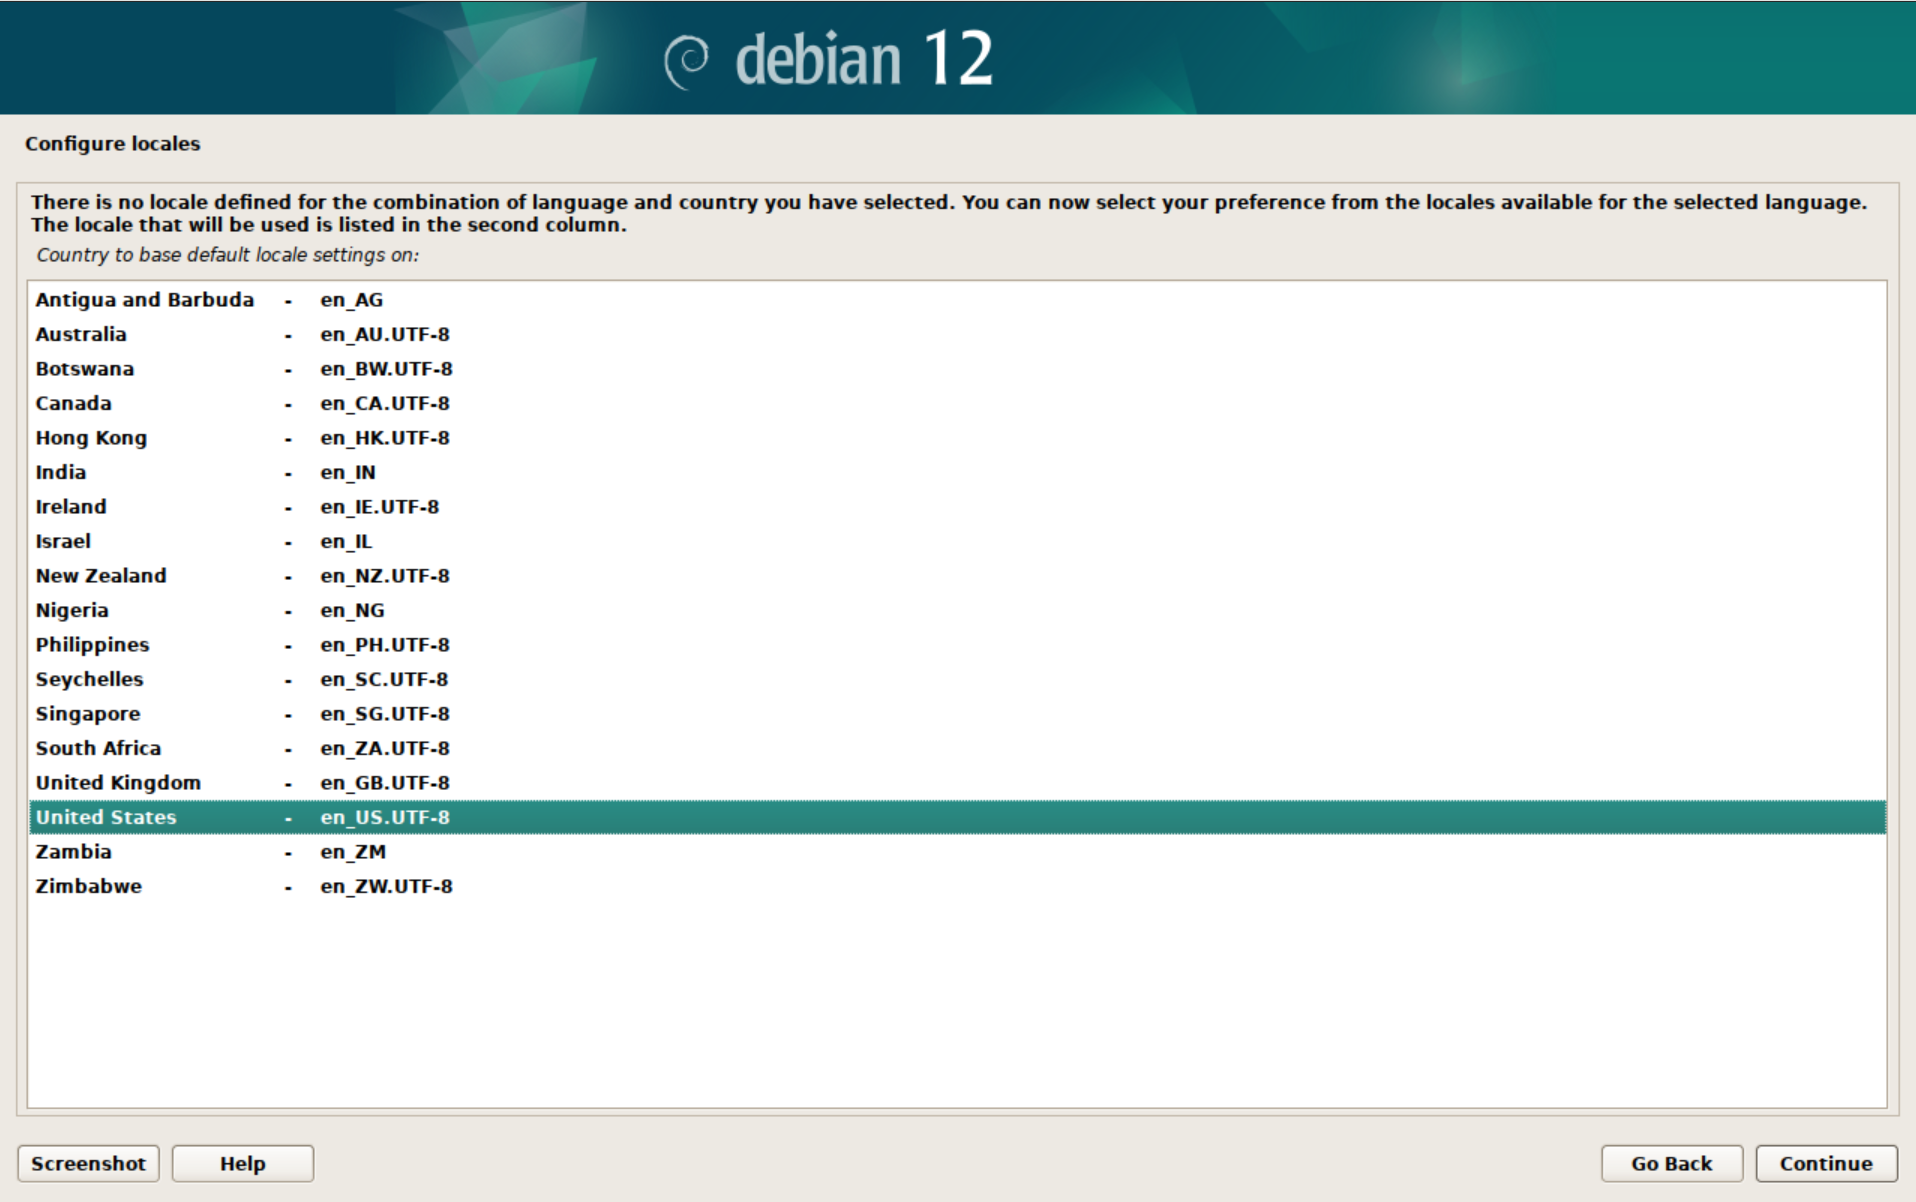 debian 12
Configure locales
There is no locale defined for the combination of language and country you have selected. You can now select your preference from the locales available for the selected language.
The locale that will be used is listed in the second column.
Country to base default locale settings on:
Antigua and Barbuda - en_AG
Australia - en_AU.UTF-8
Botswana - en_BW.UTF-8
Canada - en_CA.UTF-8
Hong Kong - en_HK.UTF-8
India - en_IN
Ireland - en_IE.UTF-8
Israel - en_IL
New Zealand - en_NZ.UTF-8
Nigeria - en_NG
Philippines - en_PH.UTF-8
Seychelles - en_SC.UTF-8
Singapore - en_SG.UTF-8
South Africa - en_ZA.UTF-8
United Kingdom - en_GB.UTF-8
United States - en_US.UTF-8
Zambia - en_ZM
Zimbabwe - en_ZW.UTF-8
Screenshot Help Go Back Continue